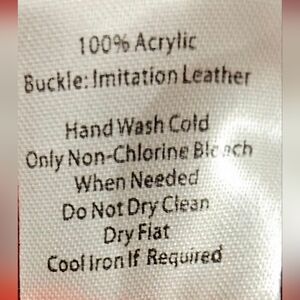 100% Acrylic
Buckle: Imitation Leather
Hand Wash Cold
Only Non-Chlorine Bleach
When Needed
Do Not Dry Clean
Dry Flat
Cool Iron If Required